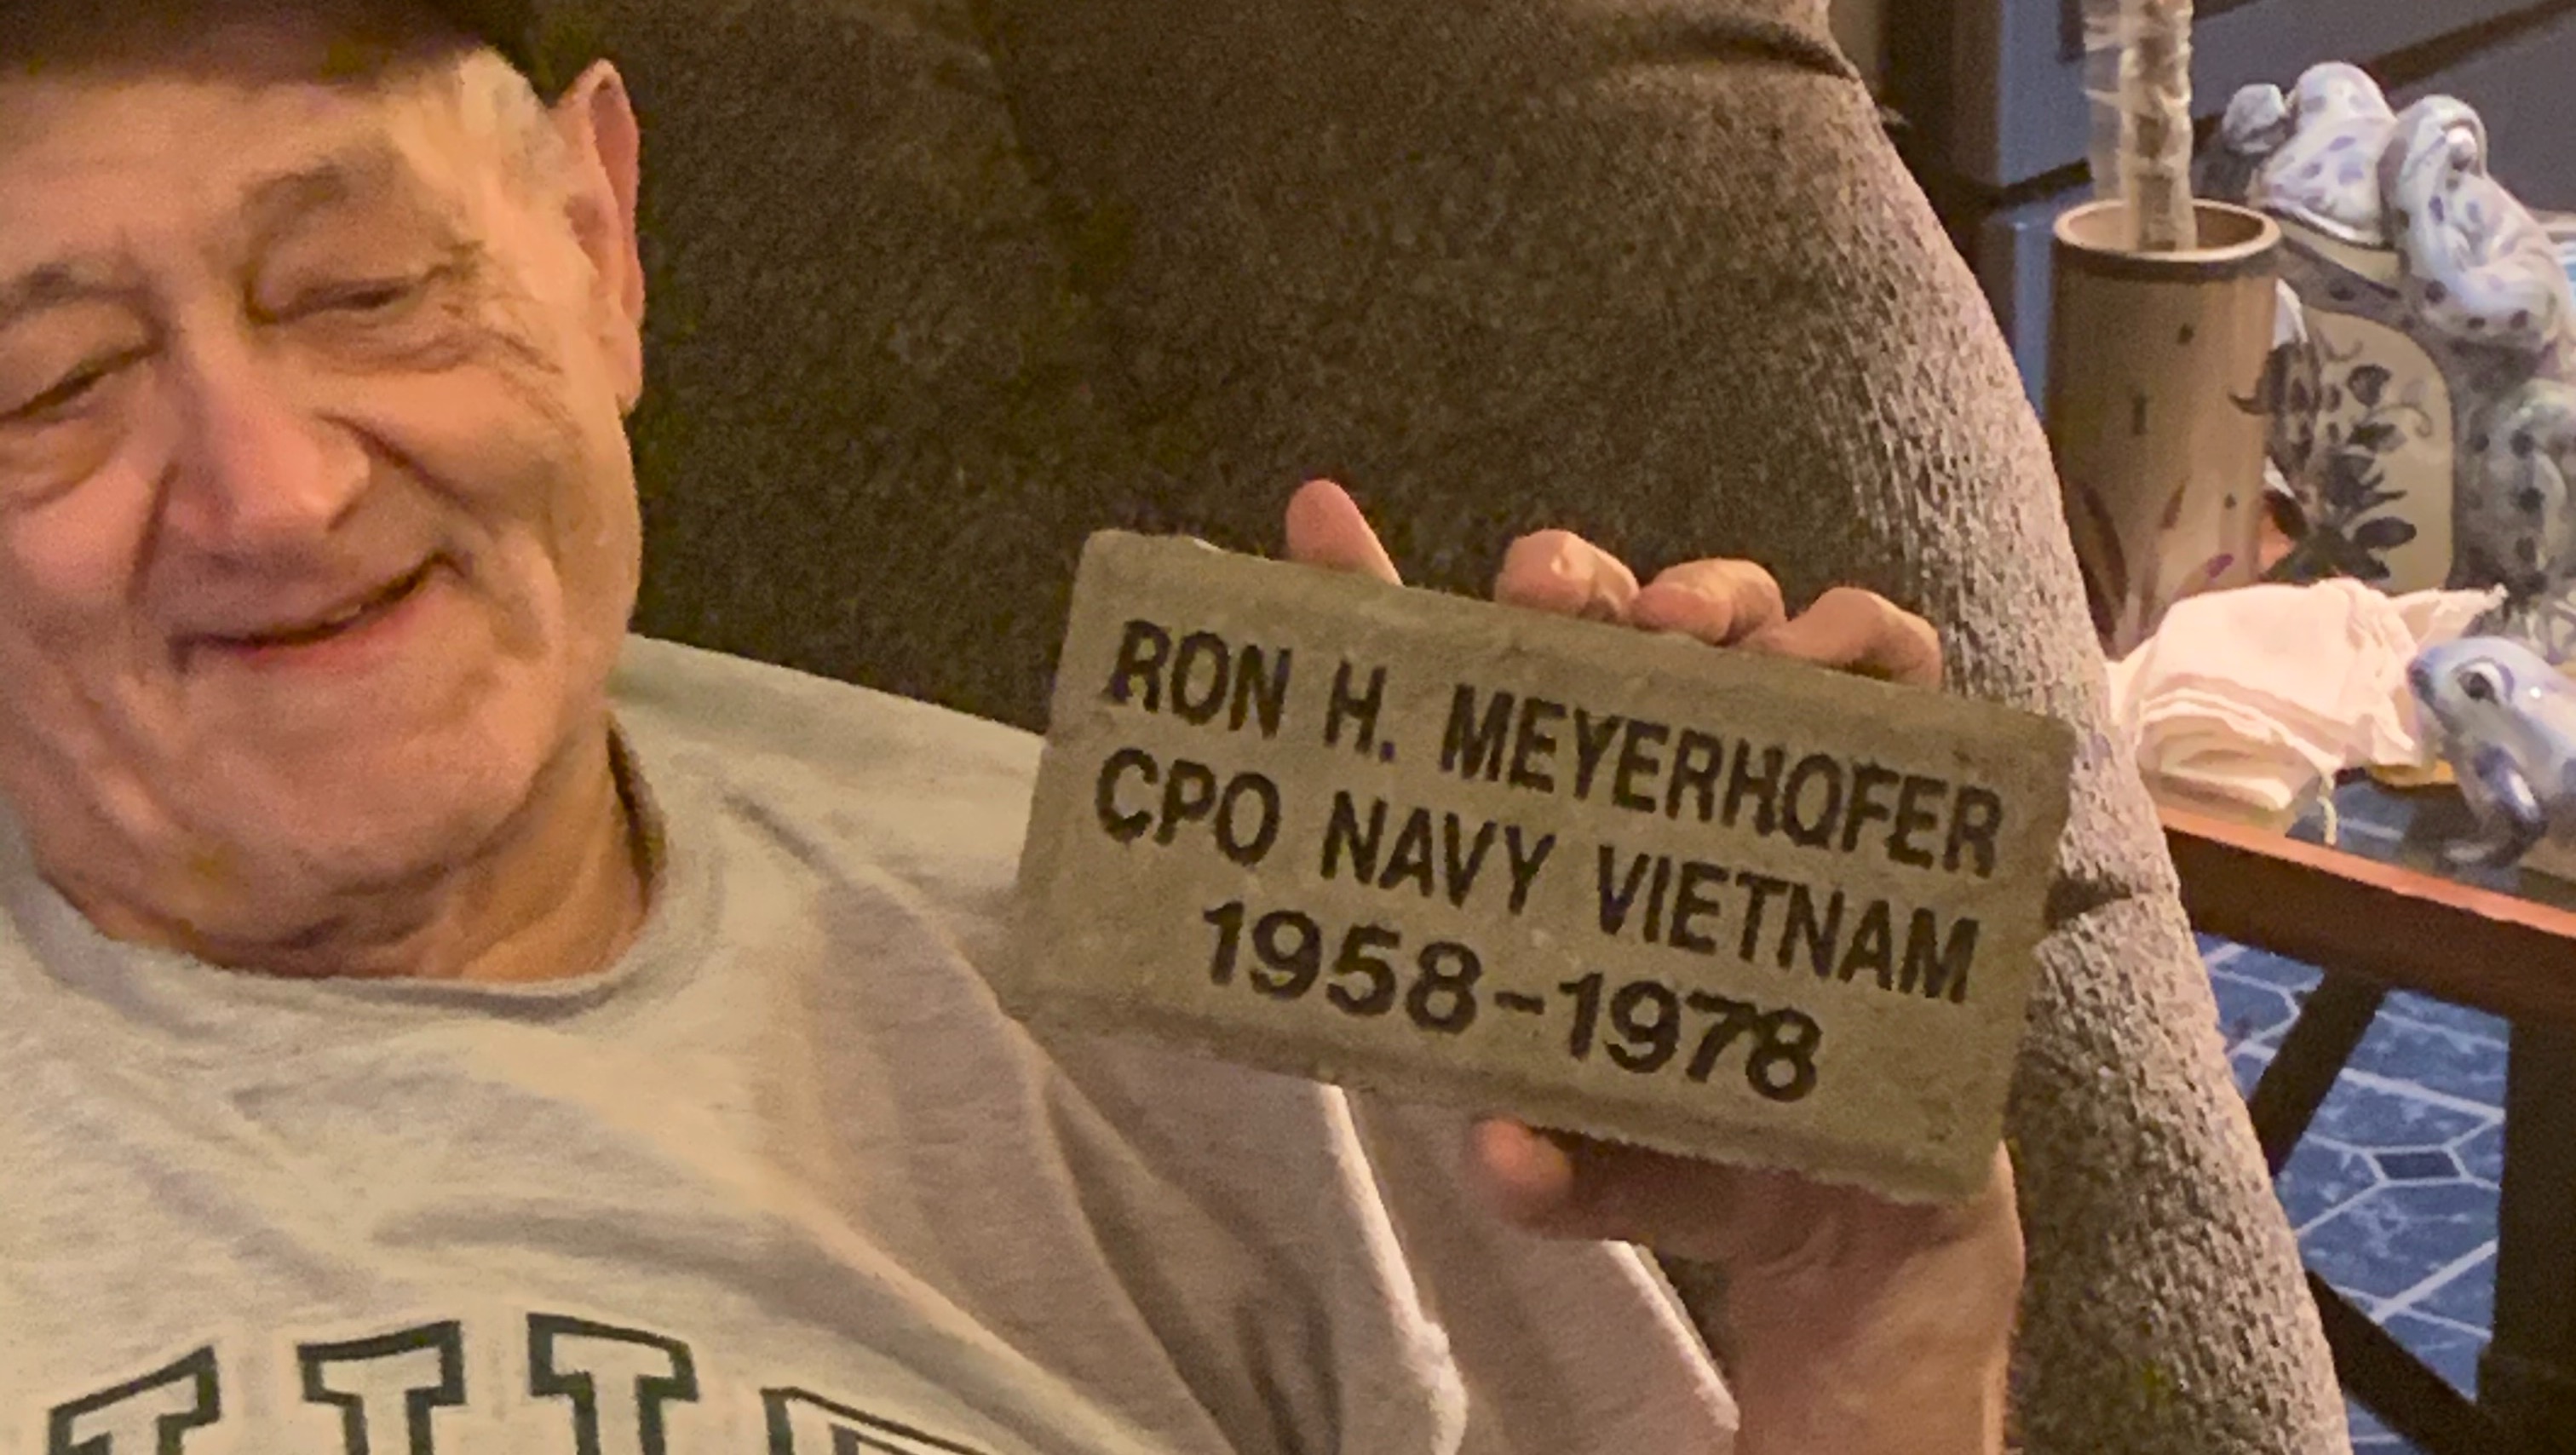 RON H. MEYERHOFER
CPO NAVY VIETNAM
1958-1978